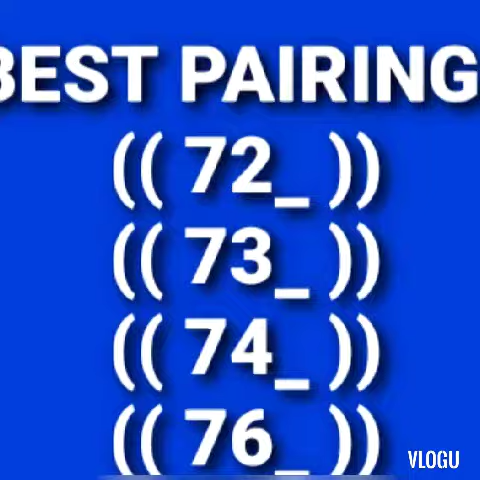 BEST PAIRING
(( 72_ ))
(( 73_ ))
(( 74_ ))
(( 76_ ))
VLOGU